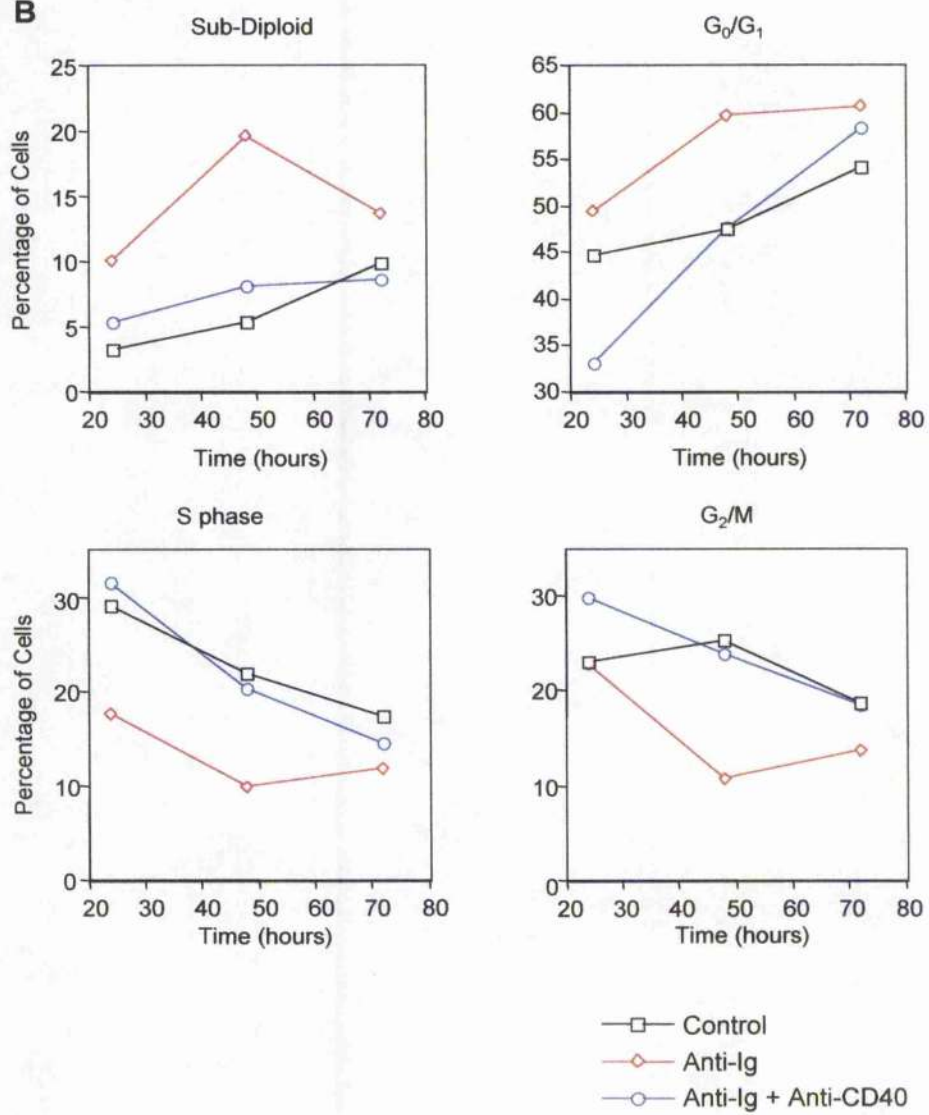 B
Sub-Diploid
G₀/G₁
Percentage of Cells
25
20
15
10
5
0
20 30 40 50 60 70 80
Time (hours)
65
60
55
50
45
40
35
30
20 30 40 50 60 70 80
Time (hours)
S phase
G₂/M
Percentage of Cells
30
20
10
0
20 30 40 50 60 70 80
Time (hours)
30
20
10
0
20 30 40 50 60 70 80
Time (hours)
Control
Anti-Ig
Anti-Ig + Anti-CD40